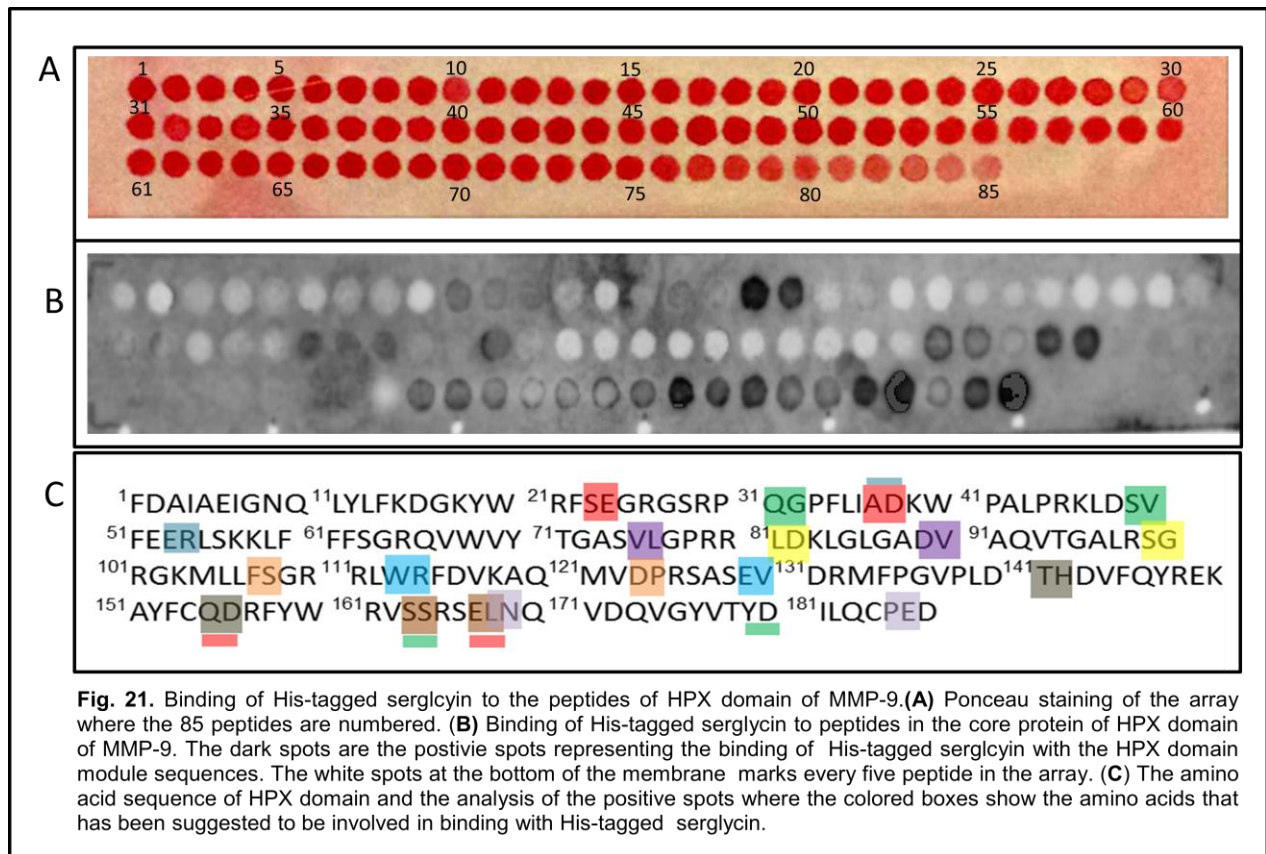 A
1 5 10 15 20 25 30
31 35 40 45 50 55 60
61 65 70 75 80 85
B
C
¹FDAIAEIGNQ ¹¹LYLFKDGKYW ²¹RFSEGRGSRP ³¹QGPFLIADKW ⁴¹PALPRKLDSV
⁵¹FEERLSKKLF ⁶¹FFSGRQVWVY ⁷¹TGASVLGPRR ⁸¹LDKLGLGADV ⁹¹AQVTGALRSG
¹⁰¹RGKMLLFSGR ¹¹¹RLWRFDVKAQ ¹²¹MVDPRSASEV ¹³¹DRMFPGVPLD ¹⁴¹THDVFQYREK
¹⁵¹AYFCQDRFYW ¹⁶¹RVSSRSELNQ ¹⁷¹VDQVGYVTYD ¹⁸¹ILQCPED
Fig. 21. Binding of His-tagged serglcyin to the peptides of HPX domain of MMP-9.(A) Ponceau staining of the array
where the 85 peptides are numbered. (B) Binding of His-tagged serglycin to peptides in the core protein of HPX domain
of MMP-9. The dark spots are the postivie spots representing the binding of His-tagged serglcyin with the HPX domain
module sequences. The white spots at the bottom of the membrane marks every five peptide in the array. (C) The amino
acid sequence of HPX domain and the analysis of the positive spots where the colored boxes show the amino acids that
has been suggested to be involved in binding with His-tagged serglycin.